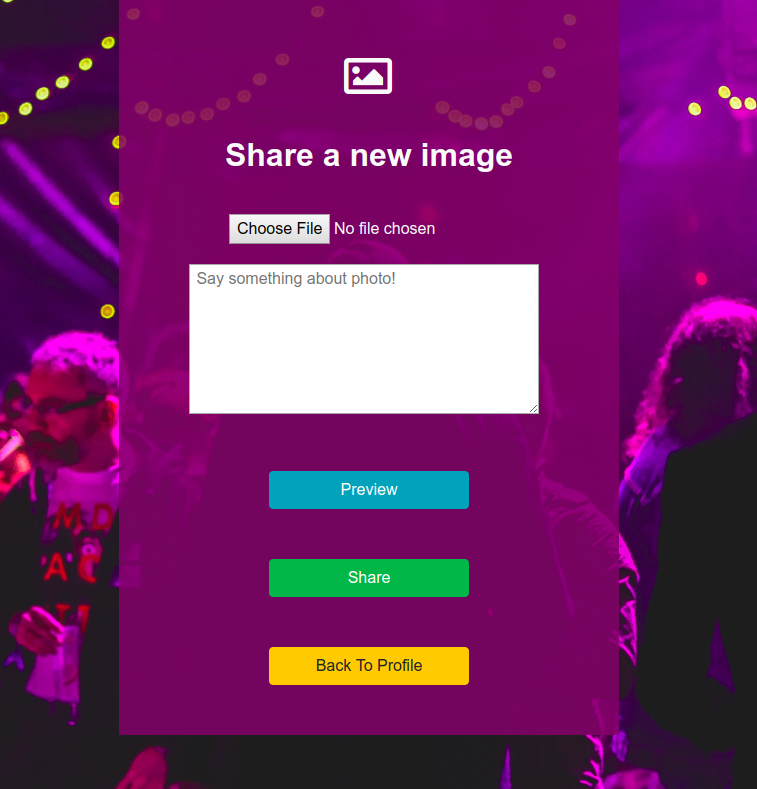 Share a new image
Choose File No file chosen
Say something about photo!
Preview
Share
Back To Profile
M D
A C